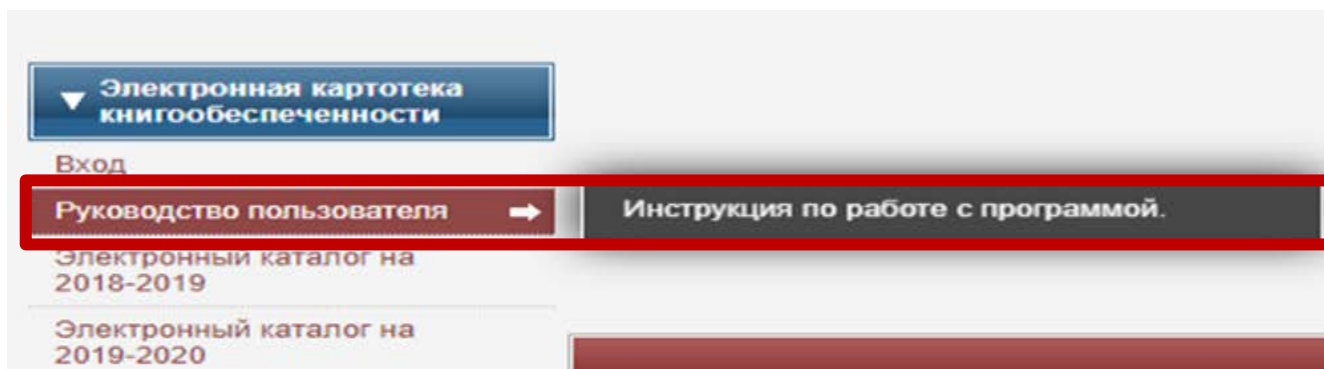 Электронная картотека
книгообеспеченности
Вход
Руководство пользователя
Инструкция по работе с программой.
Электронный каталог на
2018-2019
Электронный каталог на
2019-2020